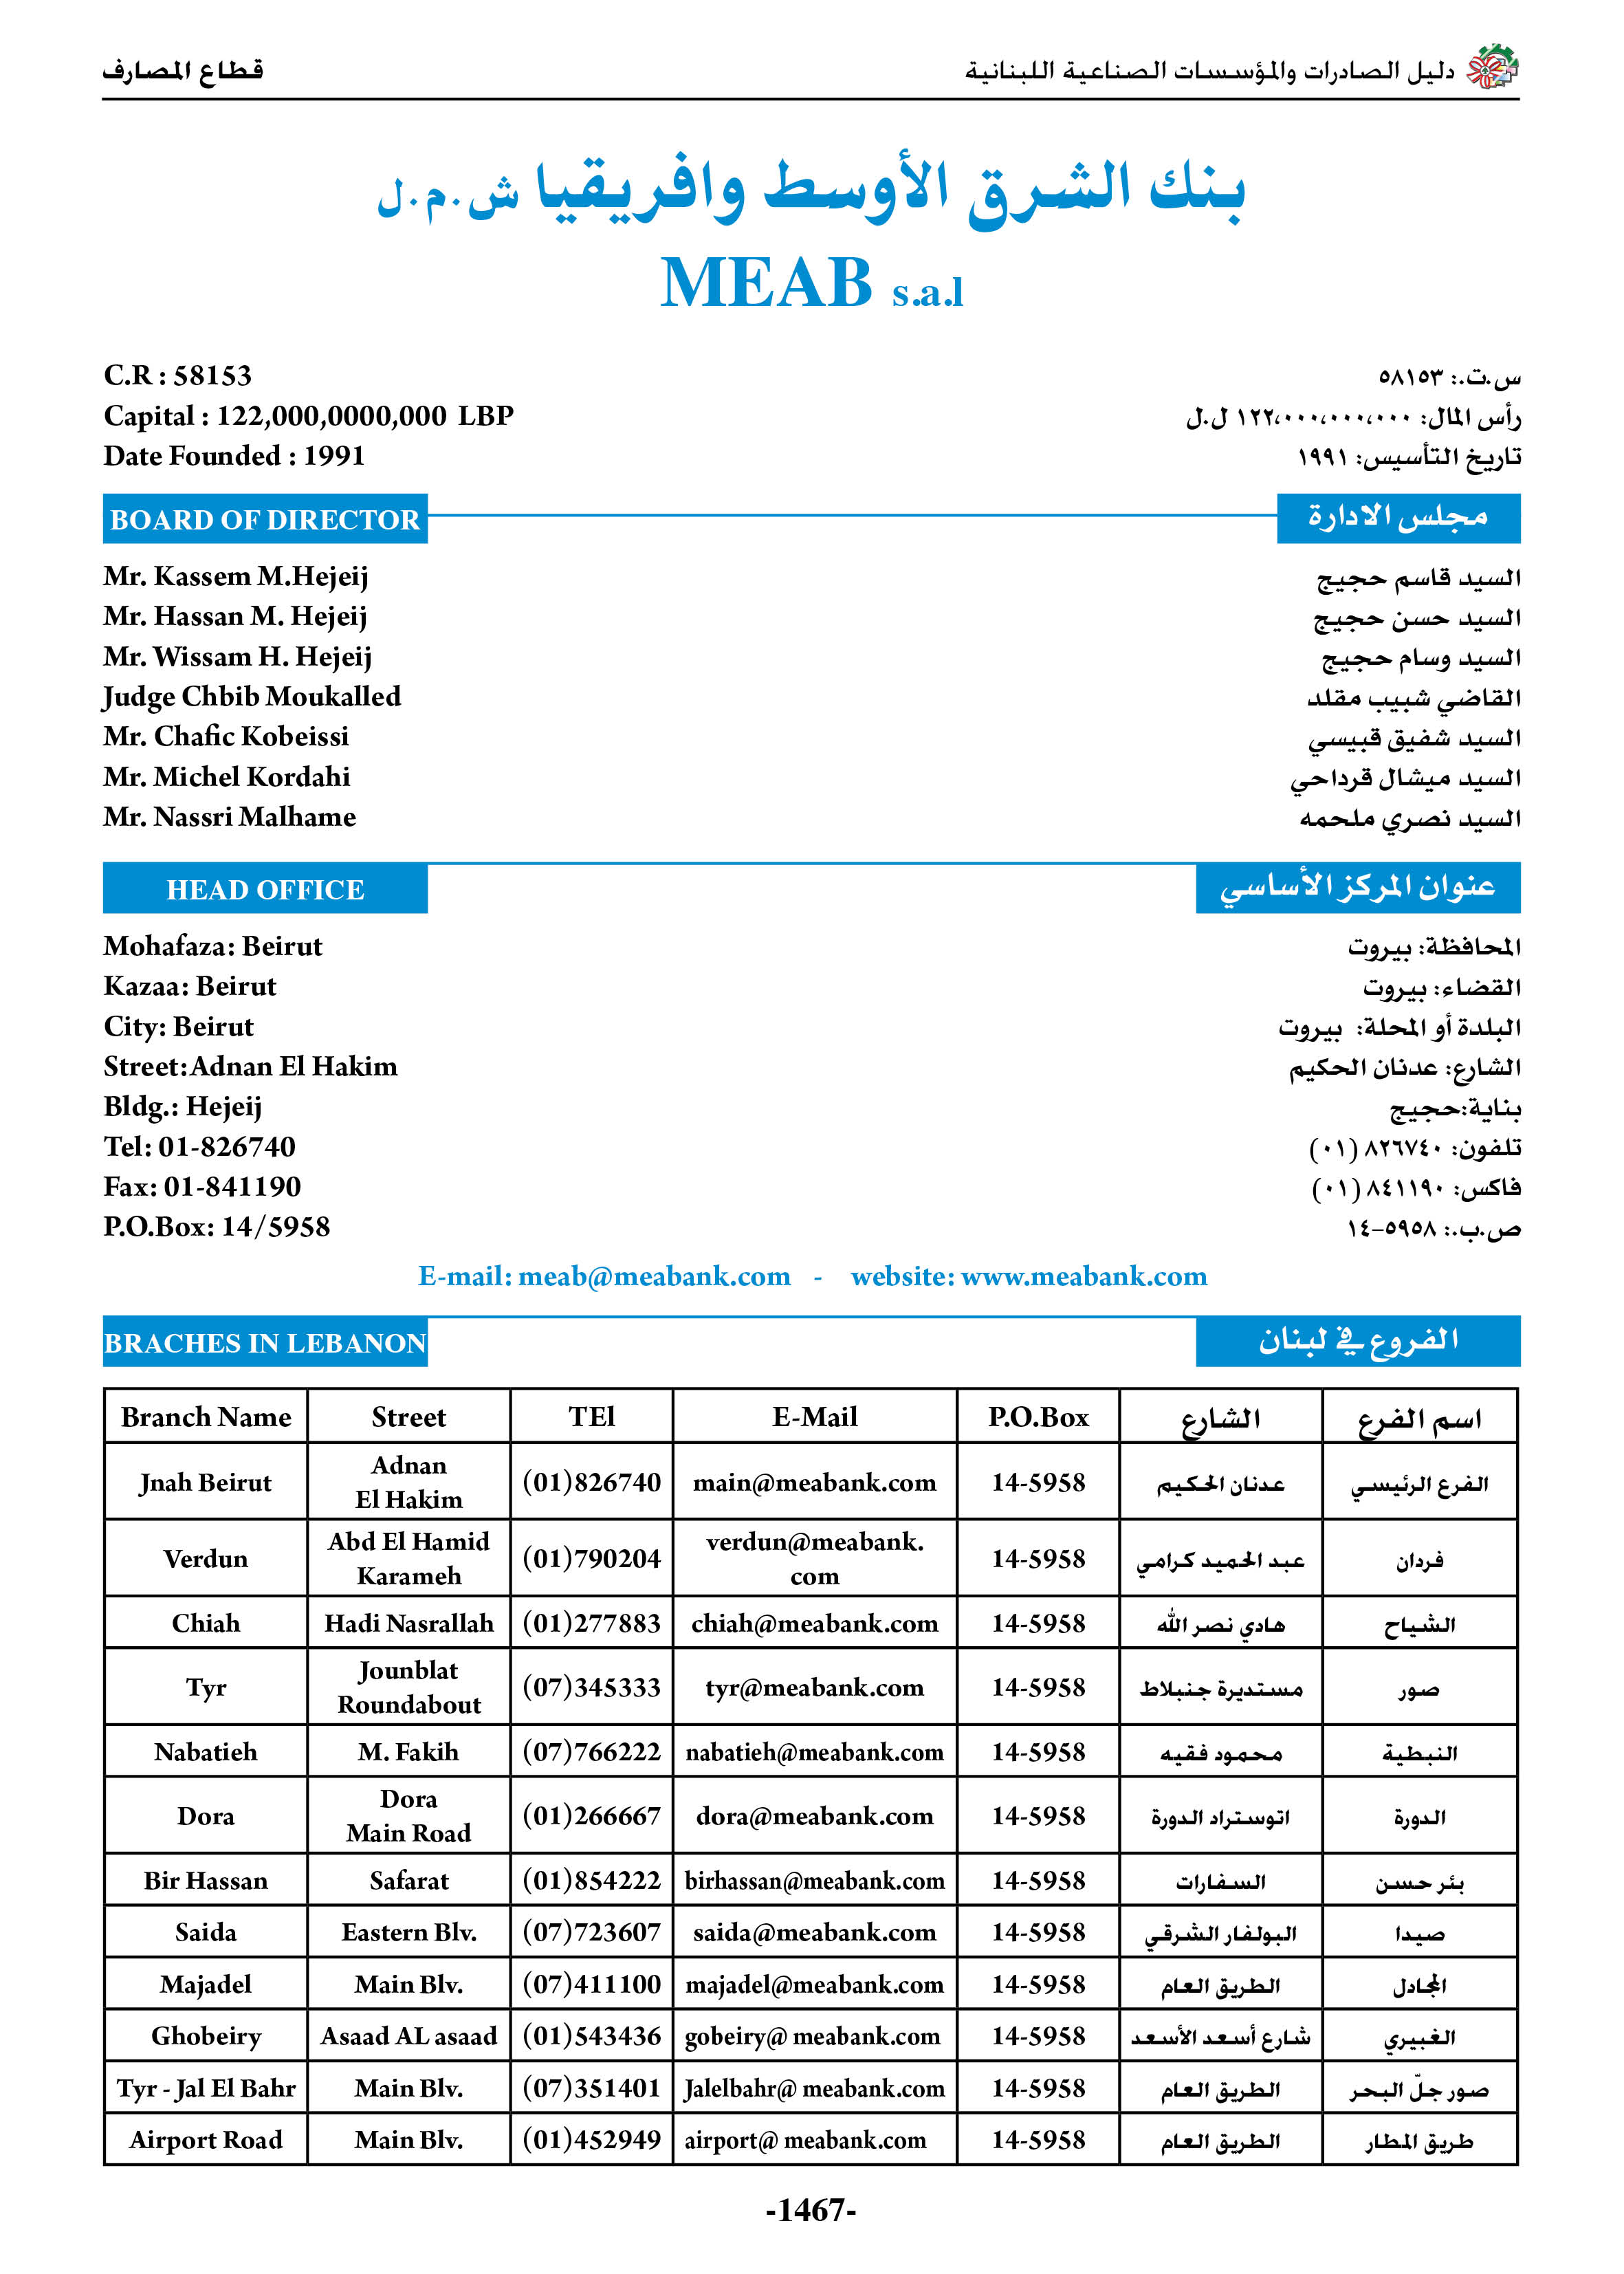 قطاع المصارف
دليل الصادرات والمؤسسات الصناعية اللبنانية
بنك الشرق الأوسط وافريقيا ش.م.ل
MEAB s.a.l
C.R : 58153
س.ت.: ٥٨١٥٣
Capital : 122,000,0000,000 LBP
رأس المال: ١٢٢،٠٠٠،٠٠٠،٠٠٠ ل.ل
Date Founded : 1991
تاريخ التأسيس: ١٩٩١
BOARD OF DIRECTOR
مجلس الادارة
Mr. Kassem M.Hejeij
السيد قاسم حجيج
Mr. Hassan M. Hejeij
السيد حسن حجيج
Mr. Wissam H. Hejeij
السيد وسام حجيج
Judge Chbib Moukalled
القاضي شبيب مقلد
Mr. Chafic Kobeissi
السيد شفيق قبيسي
Mr. Michel Kordahi
السيد ميشال قرداحي
Mr. Nassri Malhame
السيد نصري ملحمه
HEAD OFFICE
عنوان المركز الأساسي
Mohafaza: Beirut
المحافظة: بيروت
Kazaa: Beirut
القضاء: بيروت
City: Beirut
البلدة أو المحلة: بيروت
Street:Adnan El Hakim
الشارع: عدنان الحكيم
Bldg.: Hejeij
بناية:حجيج
Tel: 01-826740
تلفون: ٨٢٦٧٤٠ (٠١)
Fax: 01-841190
فاكس: ٨٤١١٩٠ (٠١)
P.O.Box: 14/5958
ص.ب.: ٥٩٥٨-١٤
E-mail: meab@meabank.com - website: www.meabank.com
BRACHES IN LEBANON
الفروع في لبنان
Branch Name Street TEl E-Mail P.O.Box الشارع اسم الفرع
Jnah Beirut Adnan El Hakim (01)826740 main@meabank.com 14-5958 عدنان الحكيم الفرع الرئيسي
Verdun Abd El Hamid Karameh (01)790204 verdun@meabank.com 14-5958 عبد الحميد كرامي فردان
Chiah Hadi Nasrallah (01)277883 chiah@meabank.com 14-5958 هادي نصر الله الشياح
Tyr Jounblat Roundabout (07)345333 tyr@meabank.com 14-5958 مستديرة جنبلاط صور
Nabatieh M. Fakih (07)766222 nabatieh@meabank.com 14-5958 محمود فقيه النبطية
Dora Dora Main Road (01)266667 dora@meabank.com 14-5958 اتوستراد الدورة الدورة
Bir Hassan Safarat (01)854222 birhassan@meabank.com 14-5958 السفارات بئر حسن
Saida Eastern Blv. (07)723607 saida@meabank.com 14-5958 البولفار الشرقي صيدا
Majadel Main Blv. (07)411100 majadel@meabank.com 14-5958 الطريق العام المجادل
Ghobeiry Asaad AL asaad (01)543436 gobeiry@ meabank.com 14-5958 شارع أسعد الأسعد الغبيري
Tyr - Jal El Bahr Main Blv. (07)351401 Jalelbahr@ meabank.com 14-5958 الطريق العام صور جلّ البحر
Airport Road Main Blv. (01)452949 airport@ meabank.com 14-5958 الطريق العام طريق المطار
-1467-